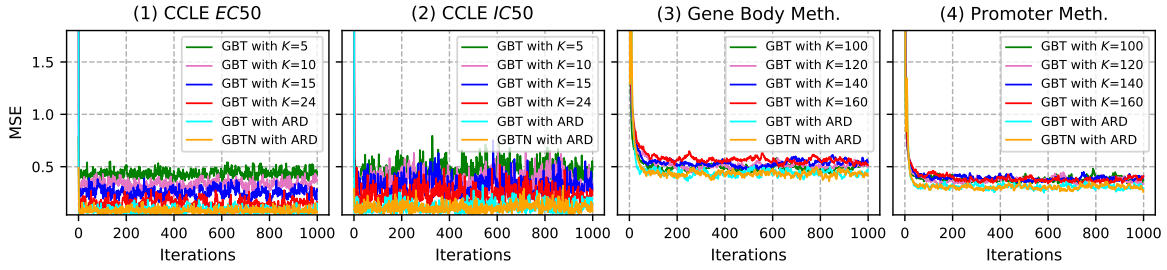 (1) CCLE EC50
(2) CCLE IC50
(3) Gene Body Meth.
(4) Promoter Meth.
MSE
1.5
1.0
0.5
GBT with K=5
GBT with K=10
GBT with K=15
GBT with K=24
GBT with ARD
GBTN with ARD
GBT with K=5
GBT with K=10
GBT with K=15
GBT with K=24
GBT with ARD
GBTN with ARD
GBT with K=100
GBT with K=120
GBT with K=140
GBT with K=160
GBT with ARD
GBTN with ARD
GBT with K=100
GBT with K=120
GBT with K=140
GBT with K=160
GBT with ARD
GBTN with ARD
0 200 400 600 800 1000
0 200 400 600 800 1000
0 200 400 600 800 1000
0 200 400 600 800 1000
Iterations
Iterations
Iterations
Iterations